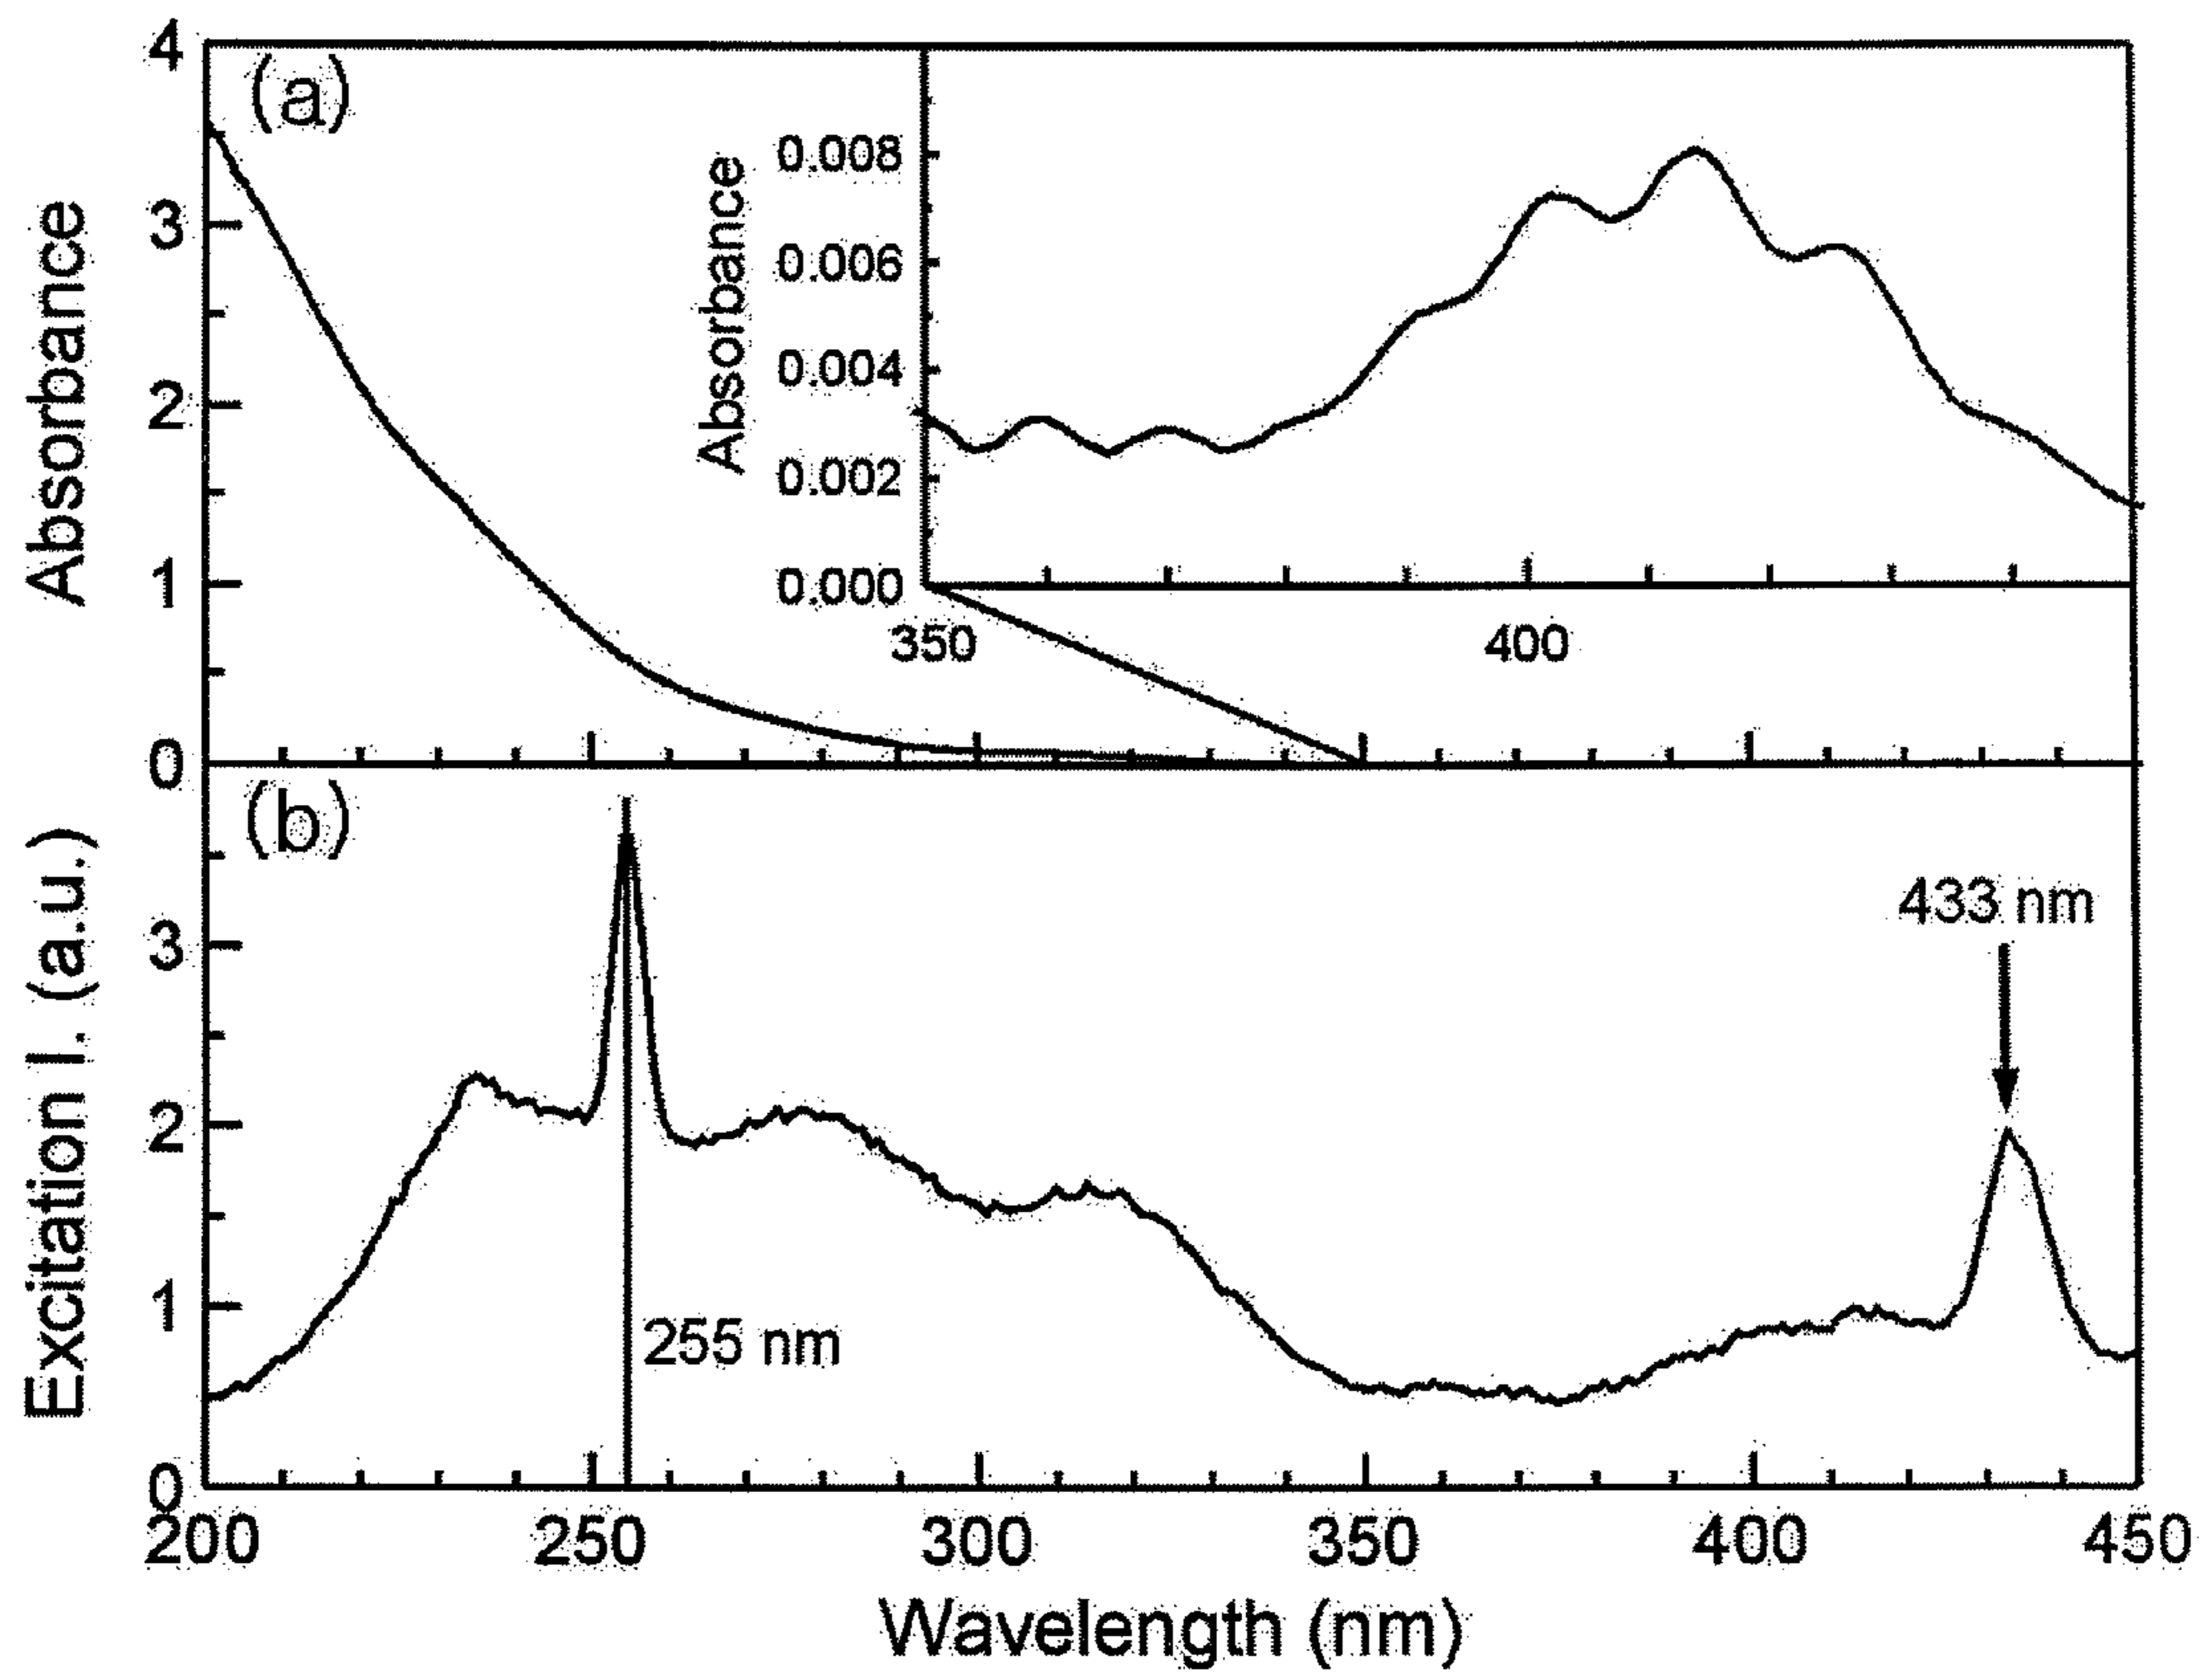 (a)
4
3
2
1
0
Absorbance
0.008
0.006
0.004
0.002
0.000
Absorbance
350
400
(b)
3
2
1
0
Excitation I. (a.u.)
433 nm
255 nm
200
250
300
350
400
450
Wavelength (nm)